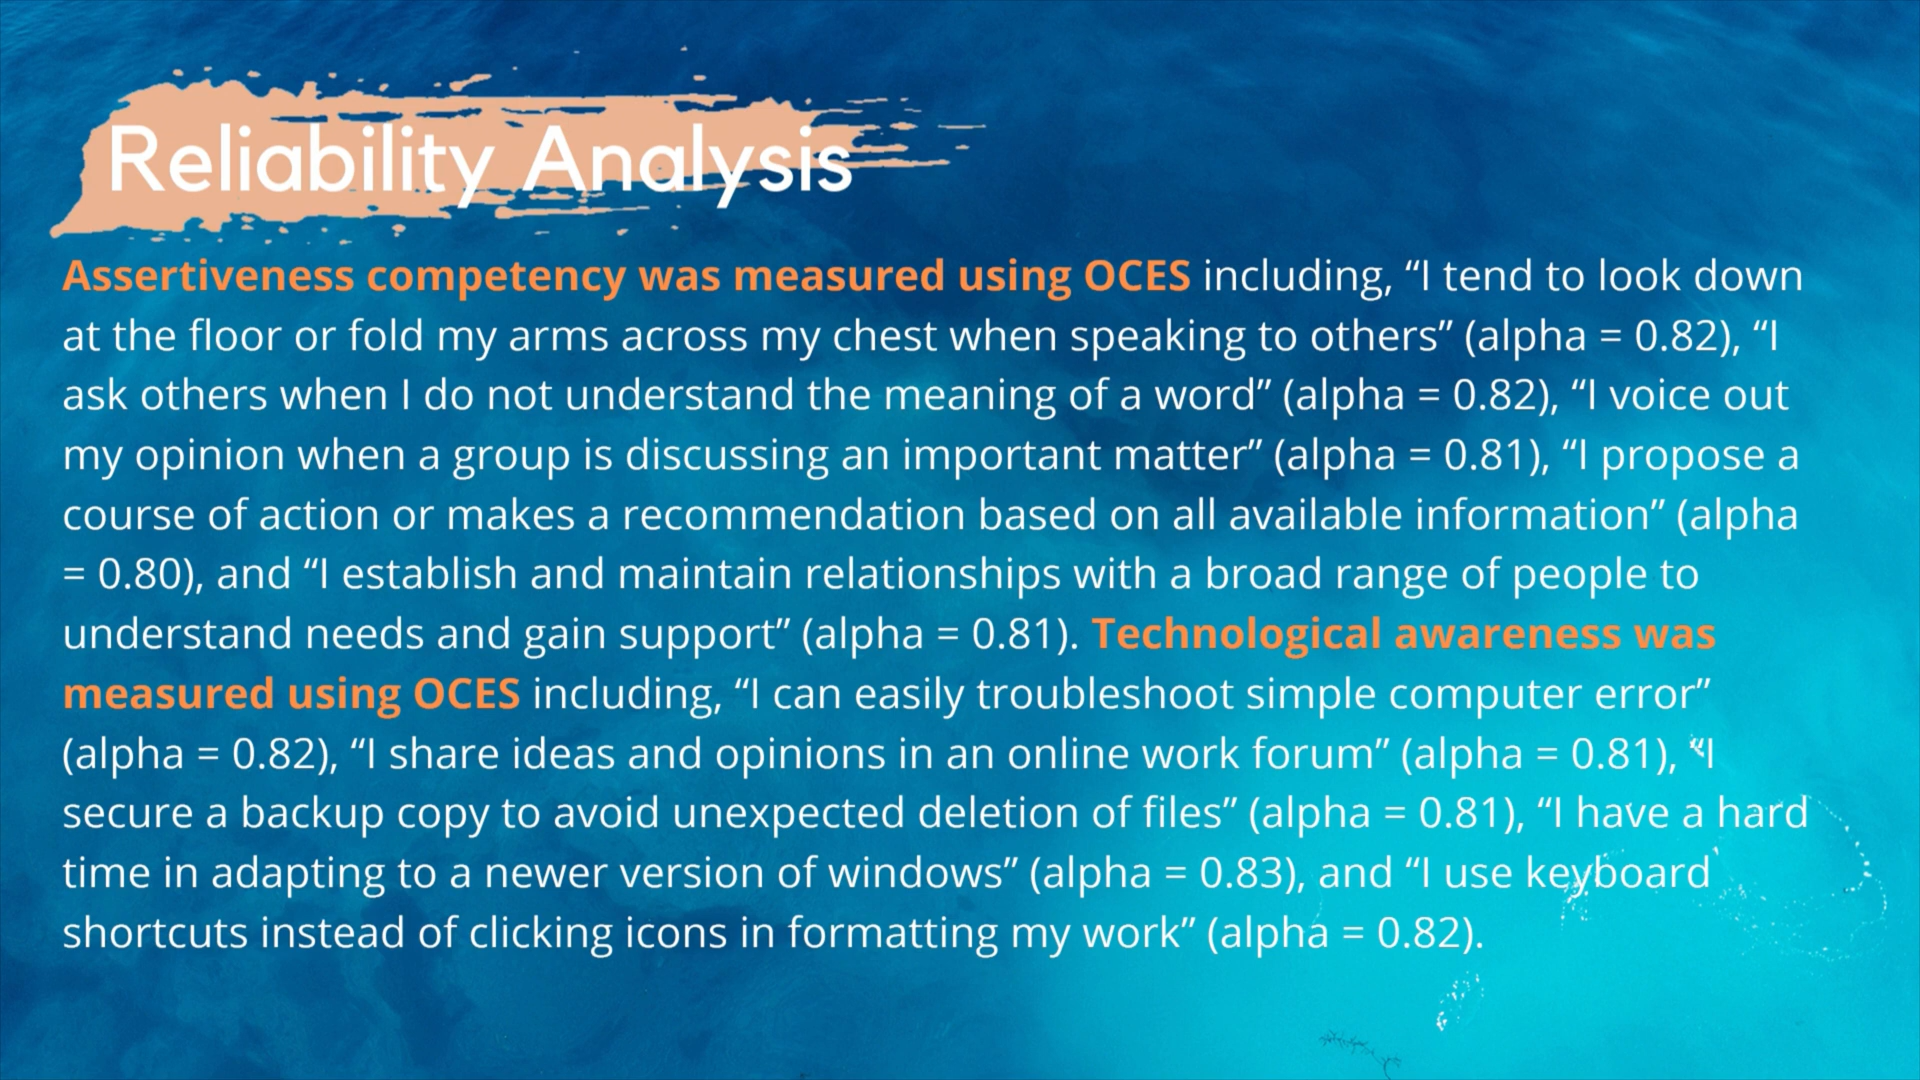 Reliability Analysis
Assertiveness competency was measured using OCES including, “I tend to look down
at the floor or fold my arms across my chest when speaking to others” (alpha = 0.82), “I
ask others when I do not understand the meaning of a word” (alpha = 0.82), “I voice out
my opinion when a group is discussing an important matter” (alpha = 0.81), “I propose a
course of action or makes a recommendation based on all available information” (alpha
= 0.80), and “I establish and maintain relationships with a broad range of people to
understand needs and gain support” (alpha = 0.81). Technological awareness was
measured using OCES including, “I can easily troubleshoot simple computer error”
(alpha = 0.82), “I share ideas and opinions in an online work forum” (alpha = 0.81), “I
secure a backup copy to avoid unexpected deletion of files” (alpha = 0.81), “I have a hard
time in adapting to a newer version of windows” (alpha = 0.83), and “I use keyboard
shortcuts instead of clicking icons in formatting my work” (alpha = 0.82).